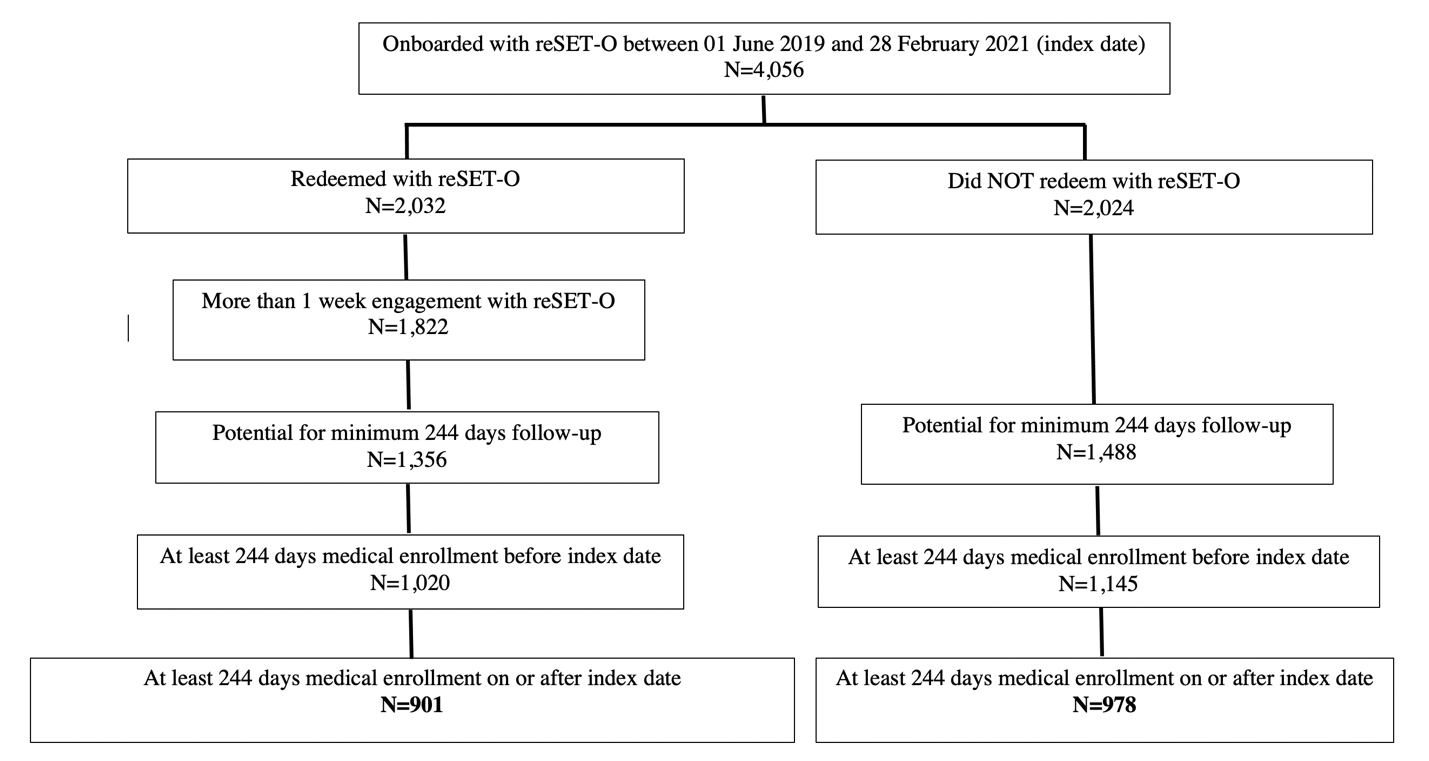 Onboarded with reSET-O between 01 June 2019 and 28 February 2021 (index date)
N=4,056
Redeemed with reSET-O
N=2,032
Did NOT redeem with reSET-O
N=2,024
More than 1 week engagement with reSET-O
N=1,822
Potential for minimum 244 days follow-up
N=1,356
Potential for minimum 244 days follow-up
N=1,488
At least 244 days medical enrollment before index date
N=1,020
At least 244 days medical enrollment before index date
N=1,145
At least 244 days medical enrollment on or after index date
N=901
At least 244 days medical enrollment on or after index date
N=978